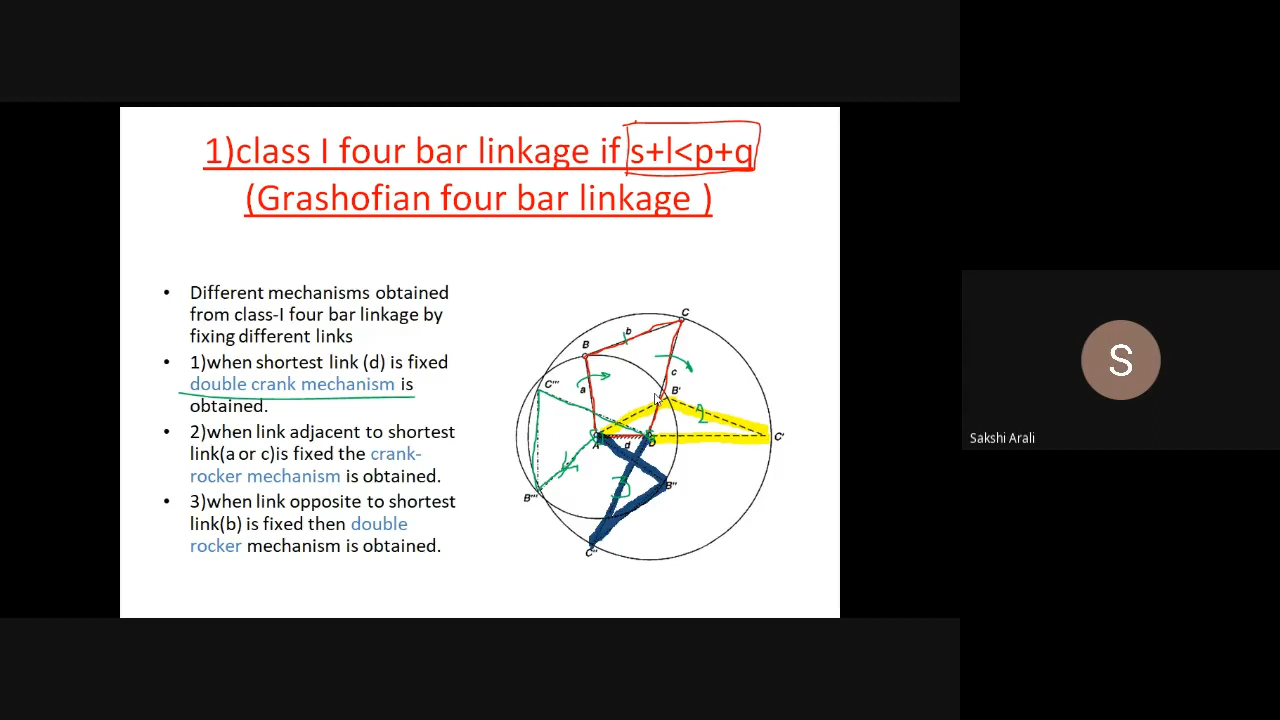 1)class I four bar linkage if s+l<p+q
(Grashofian four bar linkage )
• Different mechanisms obtained
from class-I four bar linkage by
fixing different links
• 1)when shortest link (d) is fixed
double crank mechanism is
obtained.
• 2)when link adjacent to shortest
link(a or c)is fixed the crank-
rocker mechanism is obtained.
• 3)when link opposite to shortest
link(b) is fixed then double
rocker mechanism is obtained.
C
b
B
c
C'''
a
B'
2
A
d
D
C'
B''
3
B'''
C''
S
Sakshi Arali